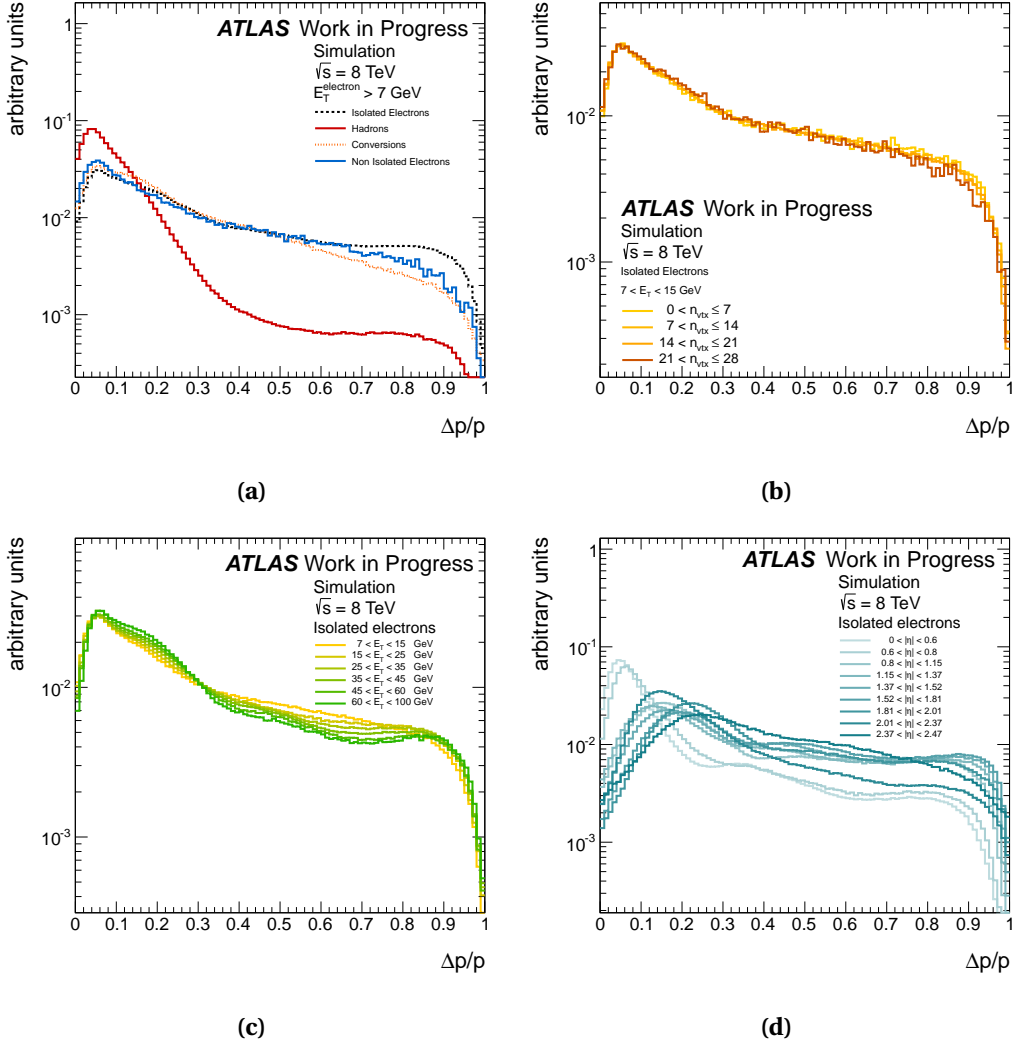 arbitrary units
ATLAS Work in Progress
Simulation
√s = 8 TeV
E_T^electron > 7 GeV
Isolated Electrons
Hadrons
Conversions
Non Isolated Electrons
1
10⁻¹
10⁻²
10⁻³
0 0.1 0.2 0.3 0.4 0.5 0.6 0.7 0.8 0.9 1
Δp/p
(a)
arbitrary units
10⁻²
10⁻³
ATLAS Work in Progress
Simulation
√s = 8 TeV
Isolated Electrons
7 < E_T < 15 GeV
0 < n_vtx ≤ 7
7 < n_vtx ≤ 14
14 < n_vtx ≤ 21
21 < n_vtx ≤ 28
0 0.1 0.2 0.3 0.4 0.5 0.6 0.7 0.8 0.9 1
Δp/p
(b)
arbitrary units
ATLAS Work in Progress
Simulation
√s = 8 TeV
Isolated electrons
7 < E_T < 15 GeV
15 < E_T < 25 GeV
25 < E_T < 35 GeV
35 < E_T < 45 GeV
45 < E_T < 60 GeV
60 < E_T < 100 GeV
10⁻²
10⁻³
0 0.1 0.2 0.3 0.4 0.5 0.6 0.7 0.8 0.9 1
Δp/p
(c)
arbitrary units
ATLAS Work in Progress
Simulation
√s = 8 TeV
Isolated electrons
0 < |η| < 0.6
0.6 < |η| < 0.8
0.8 < |η| < 1.15
1.15 < |η| < 1.37
1.37 < |η| < 1.52
1.52 < |η| < 1.81
1.81 < |η| < 2.01
2.01 < |η| < 2.37
2.37 < |η| < 2.47
1
10⁻¹
10⁻²
10⁻³
0 0.1 0.2 0.3 0.4 0.5 0.6 0.7 0.8 0.9 1
Δp/p
(d)